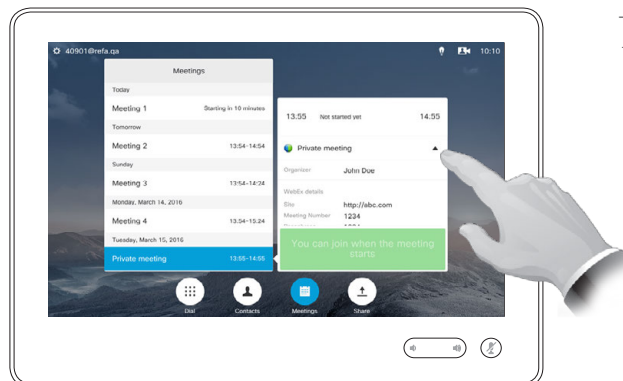 40901@refa.qa
10:10
Meetings
Today
Meeting 1 Starting in 10 minutes
Tomorrow
Meeting 2 13:54-14:54
Sunday
Meeting 3 13:54-14:24
Monday, March 14, 2016
Meeting 4 13:54-15:24
Tuesday, March 15, 2016
Private meeting 13:55-14:55
13:55 Not started yet 14:55
Private meeting
Organizer John Doe
WebEx details
Site http://abc.com
Meeting Number 1234
You can join when the meeting
starts
Dial Contacts Meetings Share